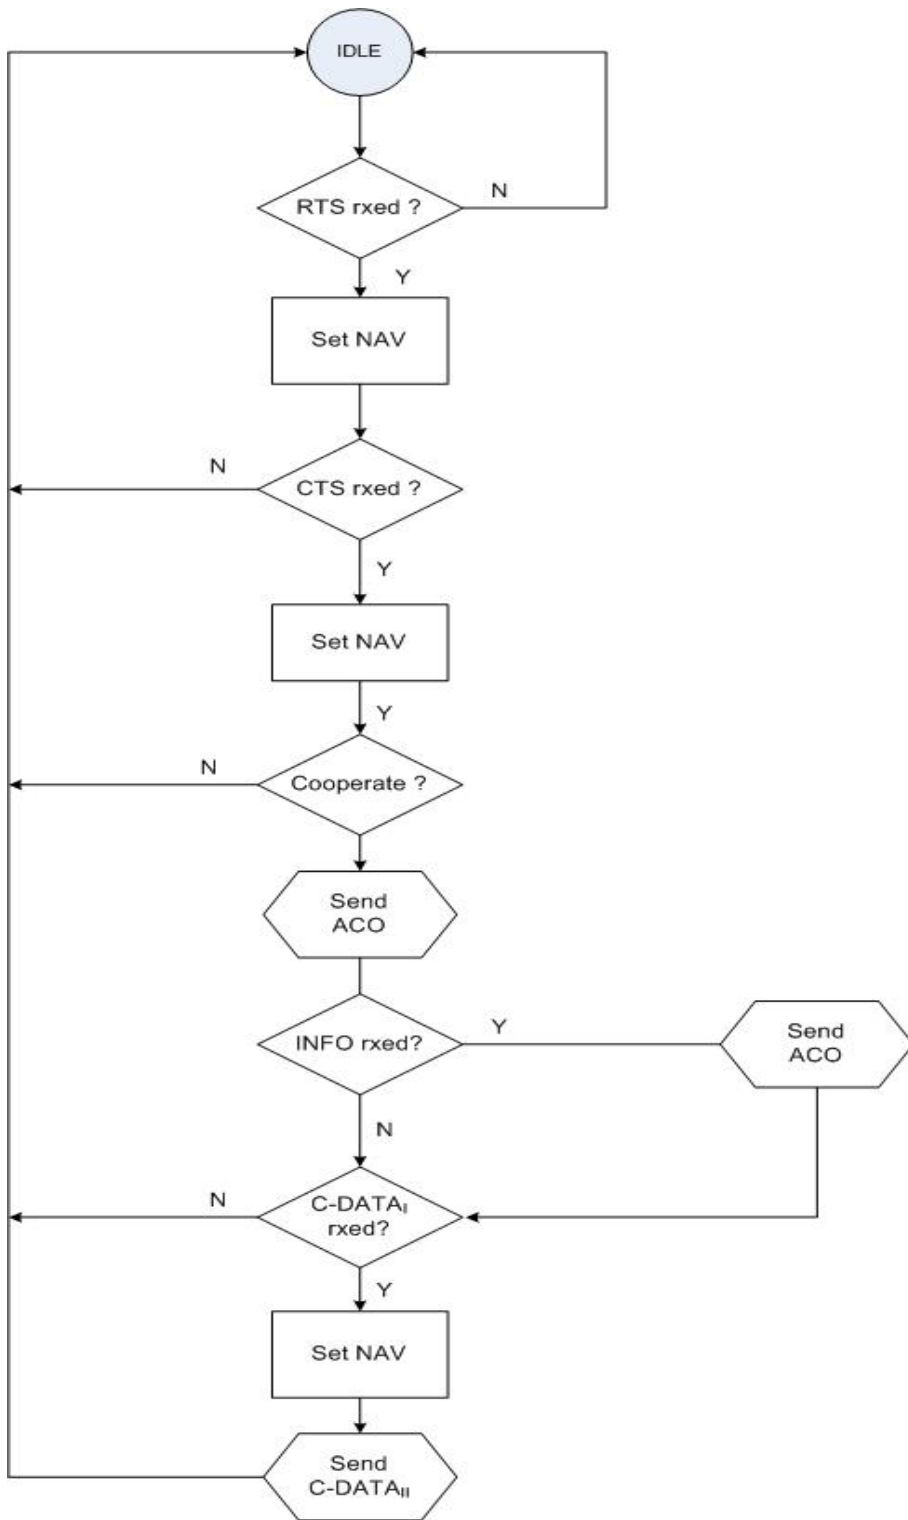 IDLE
RTS rxed ?
N
Y
Set NAV
N
CTS rxed ?
Y
Set NAV
Y
N
Cooperate ?
Send
ACO
INFO rxed?
Y
Send
ACO
N
N
C-DATAI
rxed?
Y
Set NAV
Send
C-DATAII